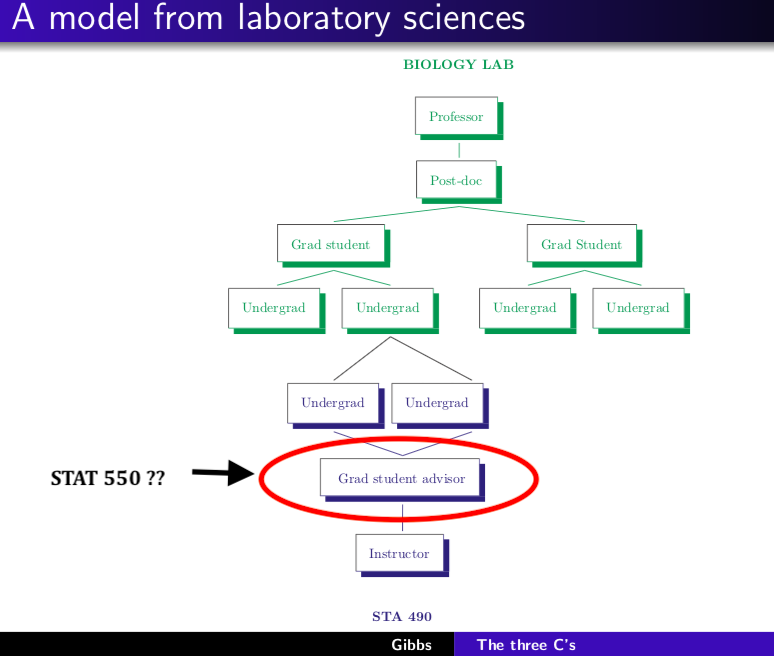 A model from laboratory sciences
BIOLOGY LAB
Professor
Post-doc
Grad student
Grad Student
Undergrad
Undergrad
Undergrad
Undergrad
Undergrad
Undergrad
STAT 550 ??
Grad student advisor
Instructor
STA 490
Gibbs
The three C's